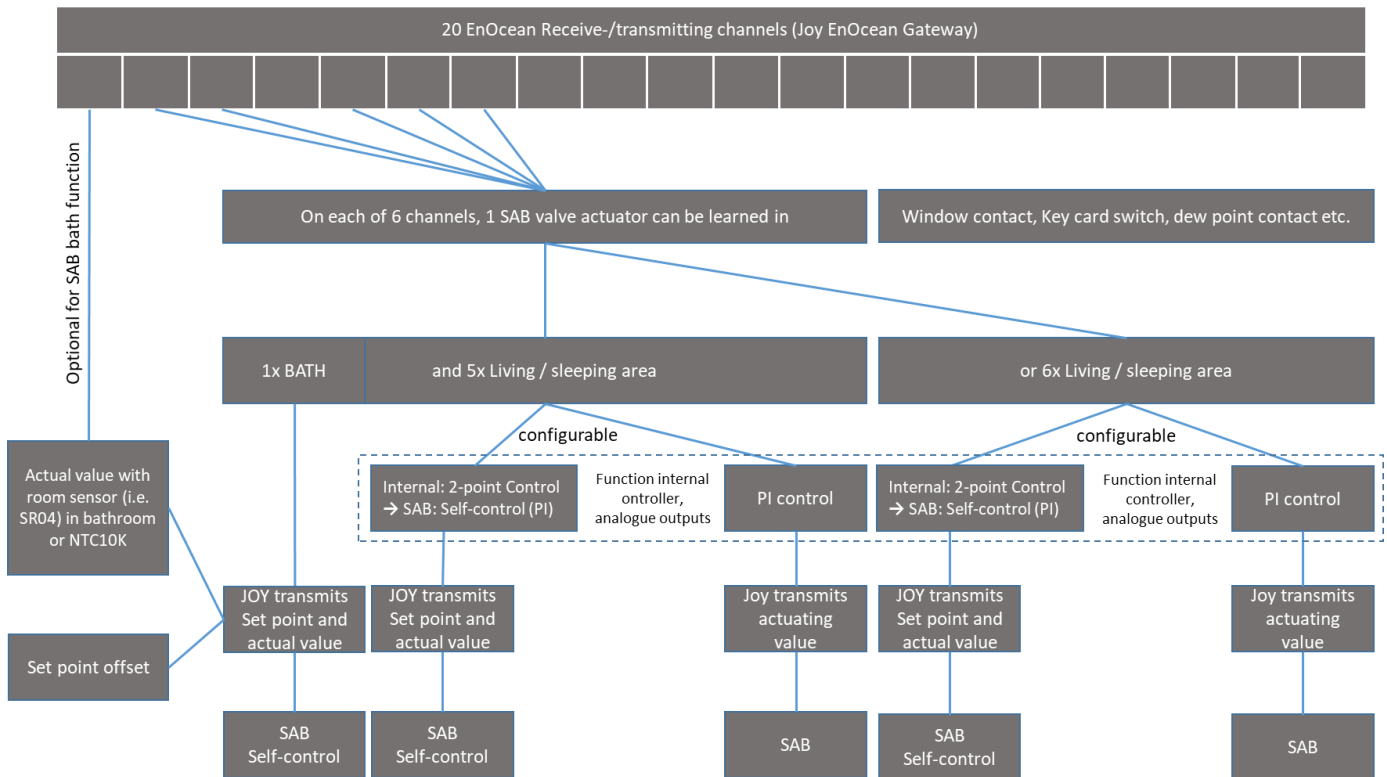 20 EnOcean Receive-/transmitting channels (Joy EnOcean Gateway)
Optional for SAB bath function
On each of 6 channels, 1 SAB valve actuator can be learned in
Window contact, Key card switch, dew point contact etc.
1x BATH
and 5x Living / sleeping area
or 6x Living / sleeping area
configurable
configurable
Actual value with
room sensor (i.e.
SR04) in bathroom
or NTC10K
Internal: 2-point Control
→ SAB: Self-control (PI)
Function internal
ontroller,
analogue outputs
PI control
Internal: 2-point Control
→ SAB: Self-control (PI)
Function internal
controller,
analogue outputs
PI control
Set point offset
JOY transmits
Set point and
actual value
JOY transmits
Set point and
actual value
Joy transmits
actuating
value
JOY transmits
Set point and
actual value
Joy transmits
actuating
value
SAB
Self-control
SAB
Self-control
SAB
SAB
Self-control
SAB